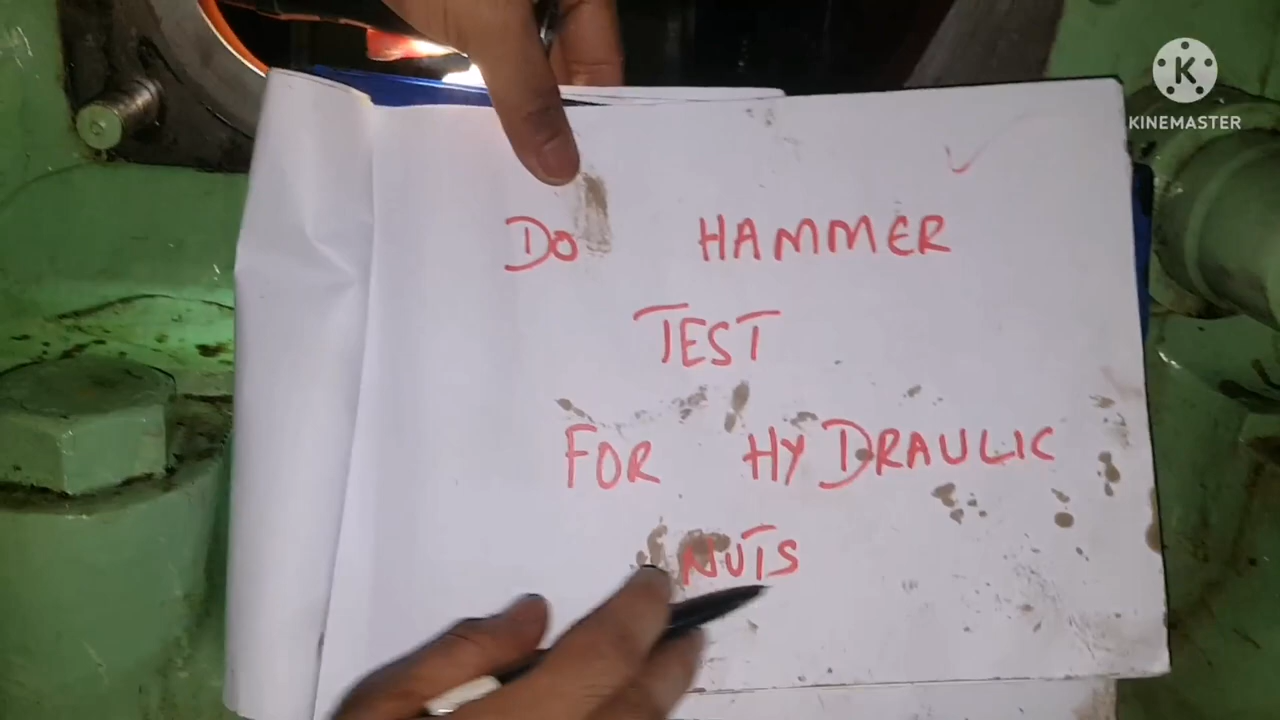 KINEMASTER
DO HAMMER
TEST
FOR HYDRAULIC
NUTS